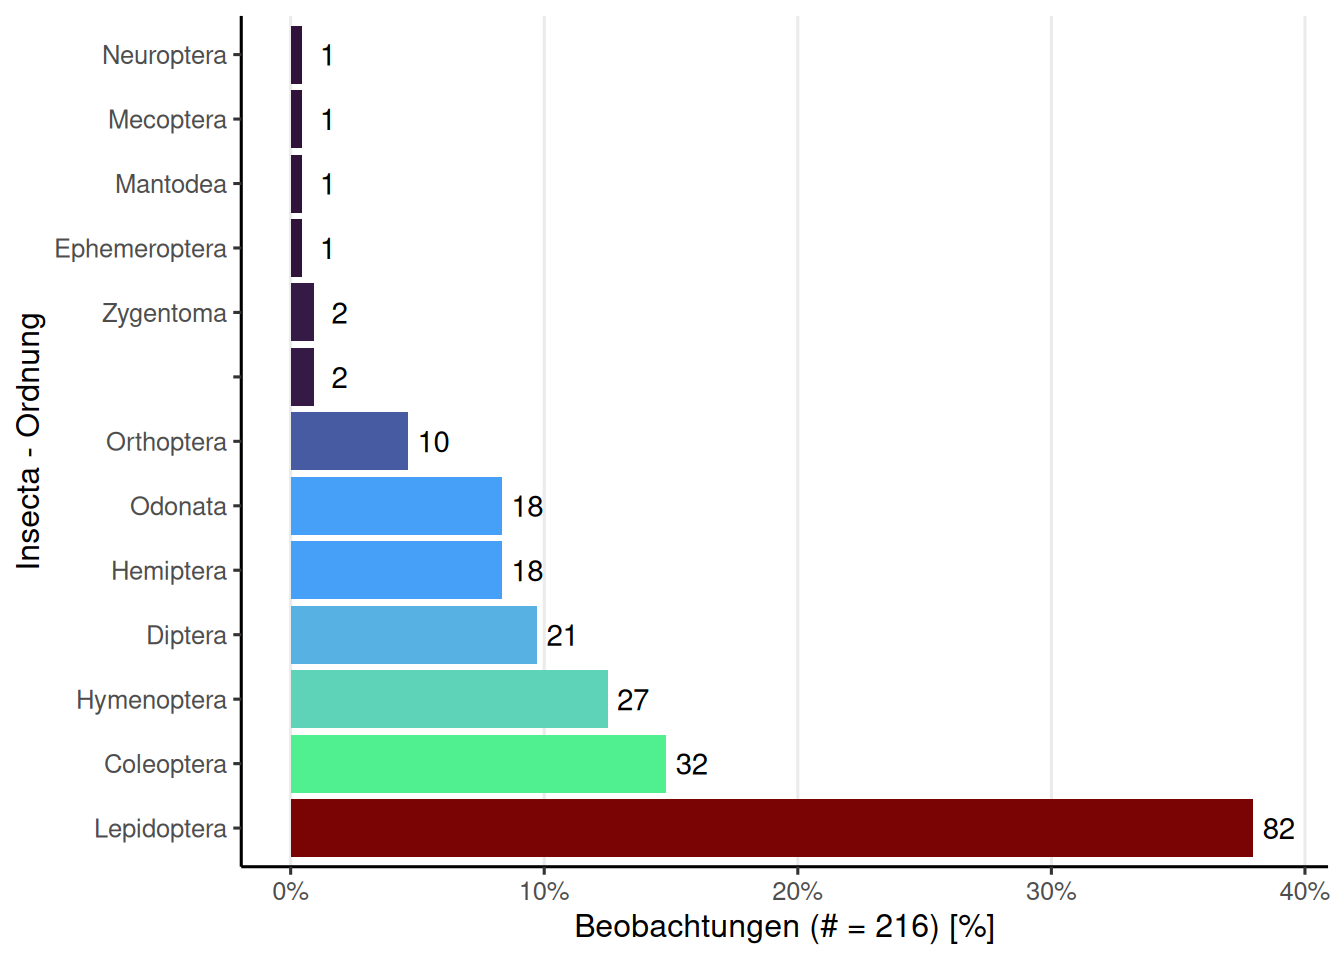 Insecta - Ordnung
Neuroptera 1
Mecoptera 1
Mantodea 1
Ephemeroptera 1
Zygentoma 2
2
Orthoptera 10
Odonata 18
Hemiptera 18
Diptera 21
Hymenoptera 27
Coleoptera 32
Lepidoptera 82
0% 10% 20% 30% 40%
Beobachtungen (# = 216) [%]